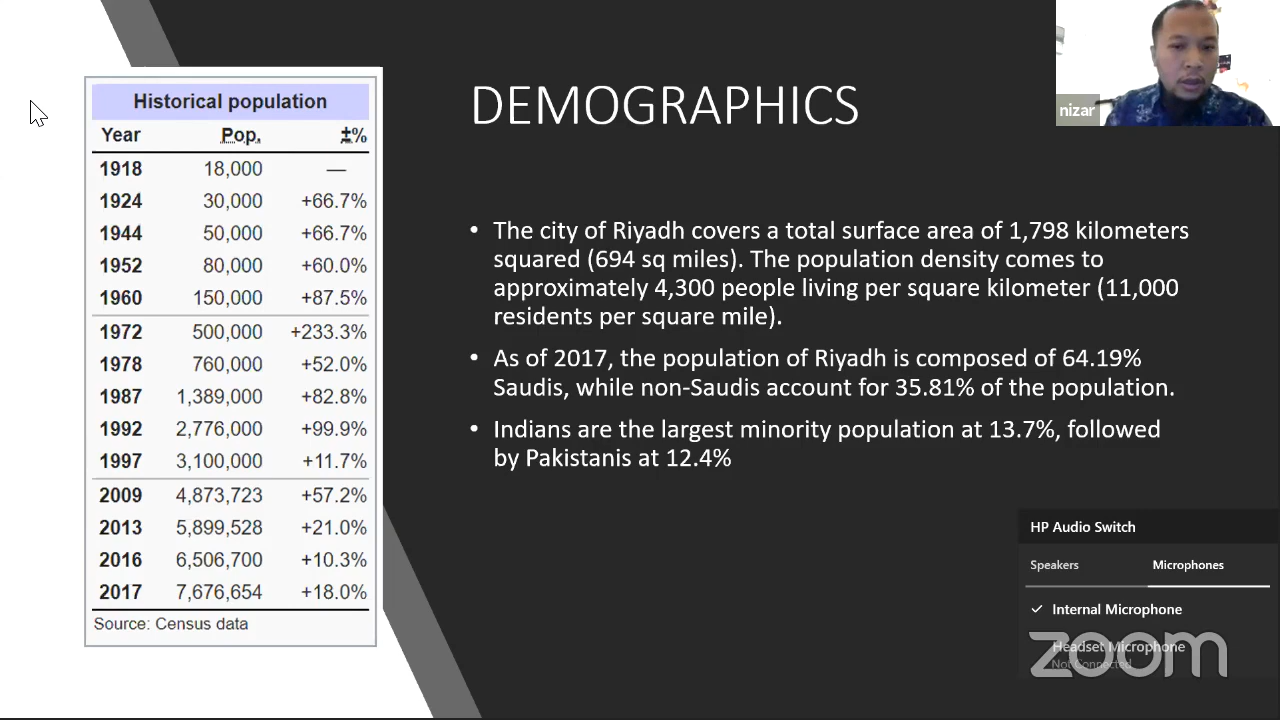 Historical population
Year Pop. ±%
1918 18,000 —
1924 30,000 +66.7%
1944 50,000 +66.7%
1952 80,000 +60.0%
1960 150,000 +87.5%
1972 500,000 +233.3%
1978 760,000 +52.0%
1987 1,389,000 +82.8%
1992 2,776,000 +99.9%
1997 3,100,000 +11.7%
2009 4,873,723 +57.2%
2013 5,899,528 +21.0%
2016 6,506,700 +10.3%
2017 7,676,654 +18.0%
Source: Census data
DEMOGRAPHICS
• The city of Riyadh covers a total surface area of 1,798 kilometers
squared (694 sq miles). The population density comes to
approximately 4,300 people living per square kilometer (11,000
residents per square mile).
• As of 2017, the population of Riyadh is composed of 64.19%
Saudis, while non-Saudis account for 35.81% of the population.
• Indians are the largest minority population at 13.7%, followed
by Pakistanis at 12.4%
nizar
HP Audio Switch
Speakers Microphones
Internal Microphone
Headset Microphone
Not Connected
zoom